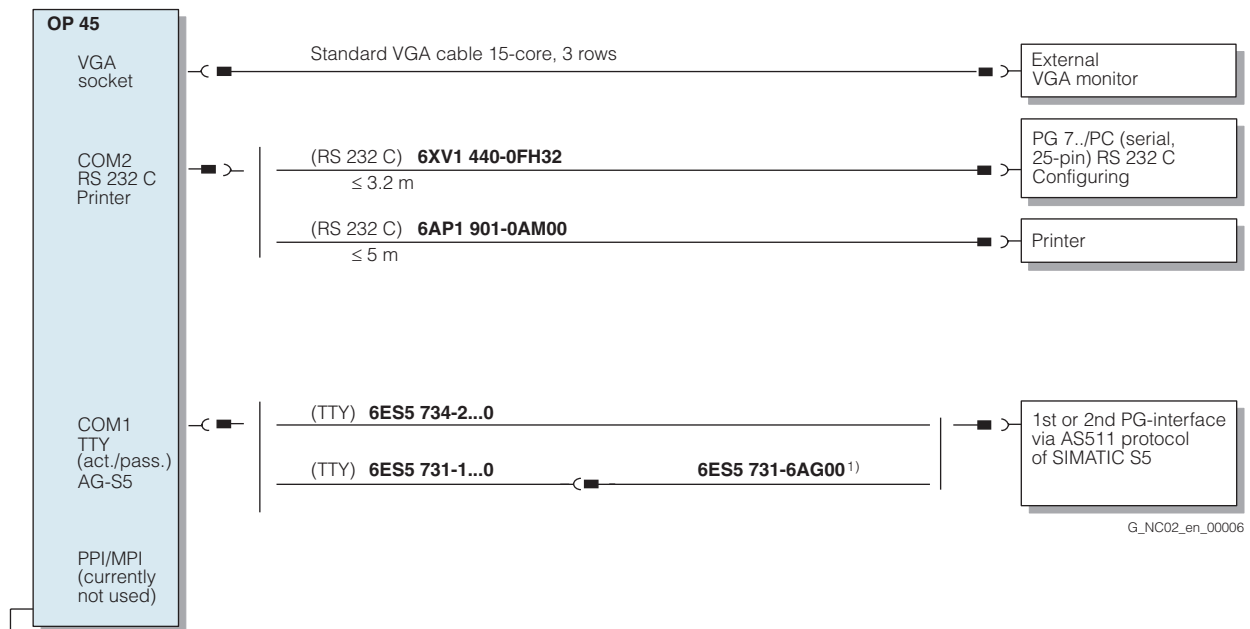 OP 45
VGA
socket
Standard VGA cable 15-core, 3 rows
External
VGA monitor
COM2
RS 232 C
Printer
(RS 232 C) 6XV1 440-0FH32
≤ 3.2 m
PG 7../PC (serial,
25-pin) RS 232 C
Configuring
(RS 232 C) 6AP1 901-0AM00
≤ 5 m
Printer
COM1
TTY
(act./pass.)
AG-S5
(TTY) 6ES5 734-2...0
(TTY) 6ES5 731-1...0
6ES5 731-6AG00 1)
1st or 2nd PG-interface
via AS511 protocol
of SIMATIC S5
G_NC02_en_00006
PPI/MPI
(currently
not used)